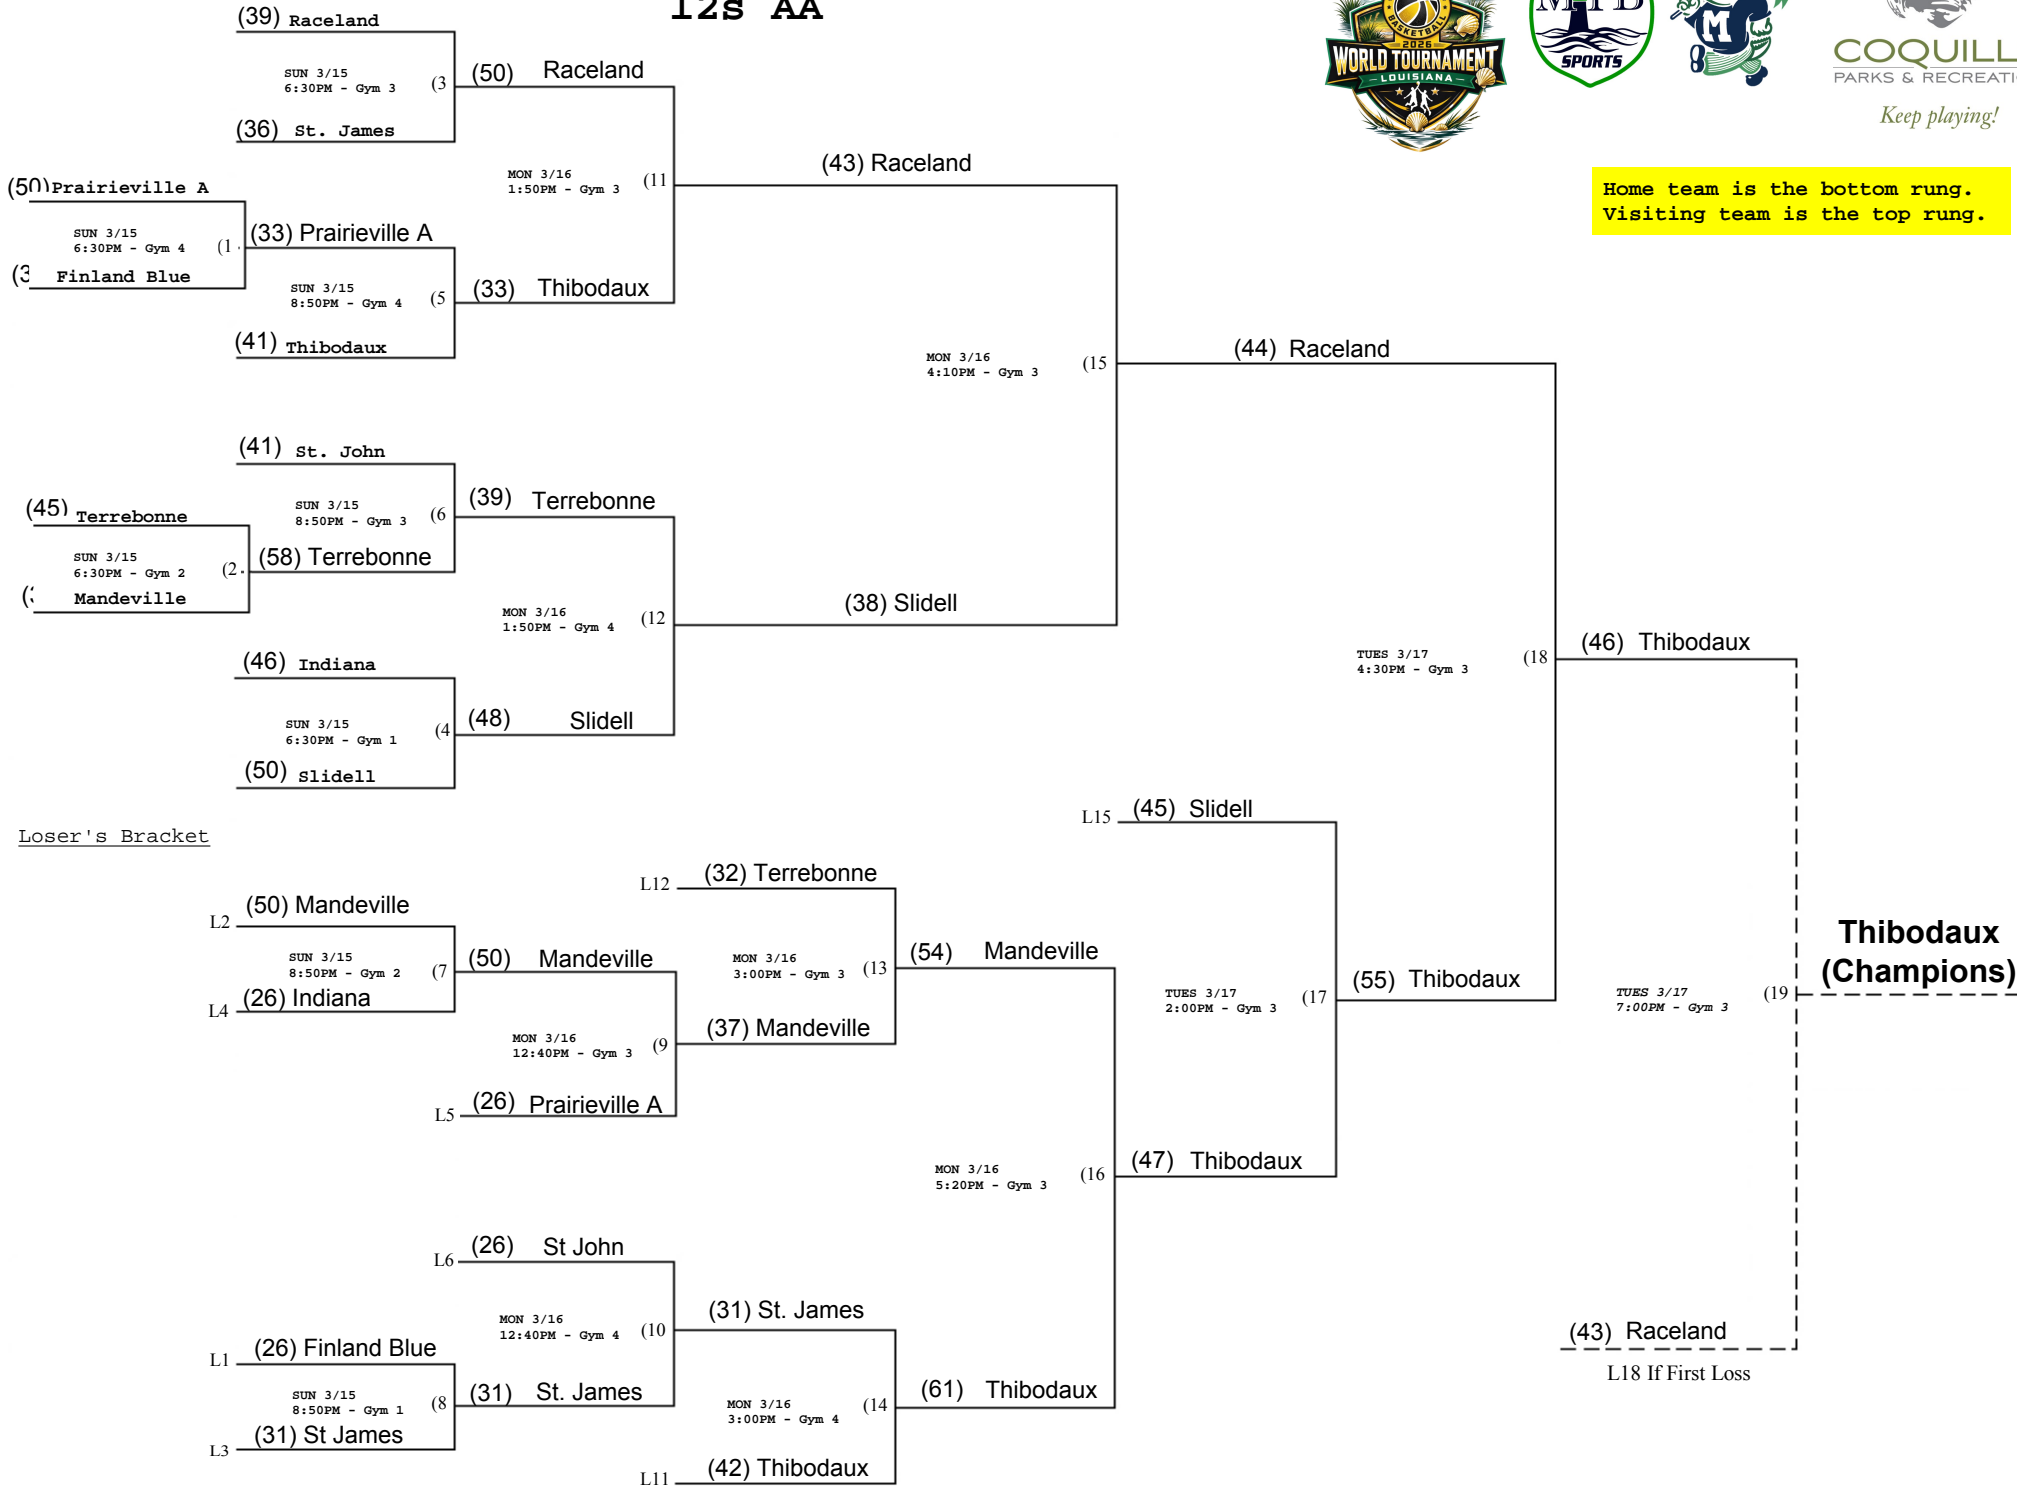 12s AA
BASKETBALL
2026
WORLD TOURNAMENT
LOUISIANA
SPORTS
M
PARKS & RECREATI
Keep playing!
Home team is the bottom rung.
Visiting team is the top rung.
(39) Raceland
SUN 3/15
6:30PM - Gym 3
(3
(36) St. James
(50) Raceland
(50) Prairieville A
SUN 3/15
6:30PM - Gym 4
(1
Finland Blue
(33) Prairieville A
SUN 3/15
8:50PM - Gym 4
(5
(41) Thibodaux
(33) Thibodaux
MON 3/16
1:50PM - Gym 3
(11
(43) Raceland
MON 3/16
4:10PM - Gym 3
(15
(44) Raceland
(41) St. John
SUN 3/15
8:50PM - Gym 3
(6
(45) Terrebonne
SUN 3/15
6:30PM - Gym 2
(2
Mandeville
(58) Terrebonne
(39) Terrebonne
MON 3/16
1:50PM - Gym 4
(12
(38) Slidell
(46) Indiana
SUN 3/15
6:30PM - Gym 1
(4
(50) Slidell
(48) Slidell
TUES 3/17
4:30PM - Gym 3
(18
(46) Thibodaux
Loser's Bracket
L15 (45) Slidell
L12 (32) Terrebonne
L2 (50) Mandeville
SUN 3/15
8:50PM - Gym 2
(7
L4 (26) Indiana
(50) Mandeville
MON 3/16
12:40PM - Gym 3
(9
L5 (26) Prairieville A
MON 3/16
3:00PM - Gym 3
(13
(37) Mandeville
(54) Mandeville
TUES 3/17
2:00PM - Gym 3
(17
(55) Thibodaux
TUES 3/17
7:00PM - Gym 3
(19
Thibodaux
(Champions)
MON 3/16
5:20PM - Gym 3
(16
(47) Thibodaux
L6 (26) St John
MON 3/16
12:40PM - Gym 4
(10
(31) St. James
L1 (26) Finland Blue
SUN 3/15
8:50PM - Gym 1
(8
L3 (31) St James
(31) St. James
MON 3/16
3:00PM - Gym 4
(14
(61) Thibodaux
L11 (42) Thibodaux
(43) Raceland
L18 If First Loss